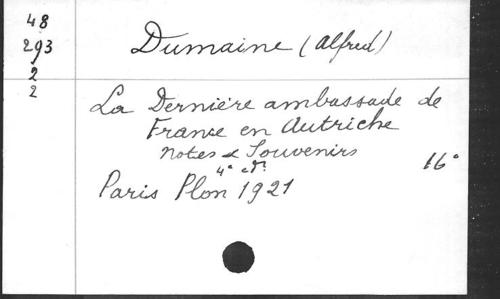 48
293
2
2
Dumaine (Alfred)
La Dernière ambassade de
France en Autriche
Notes & Souvenirs
16°
4e edon
Paris Plon 1921